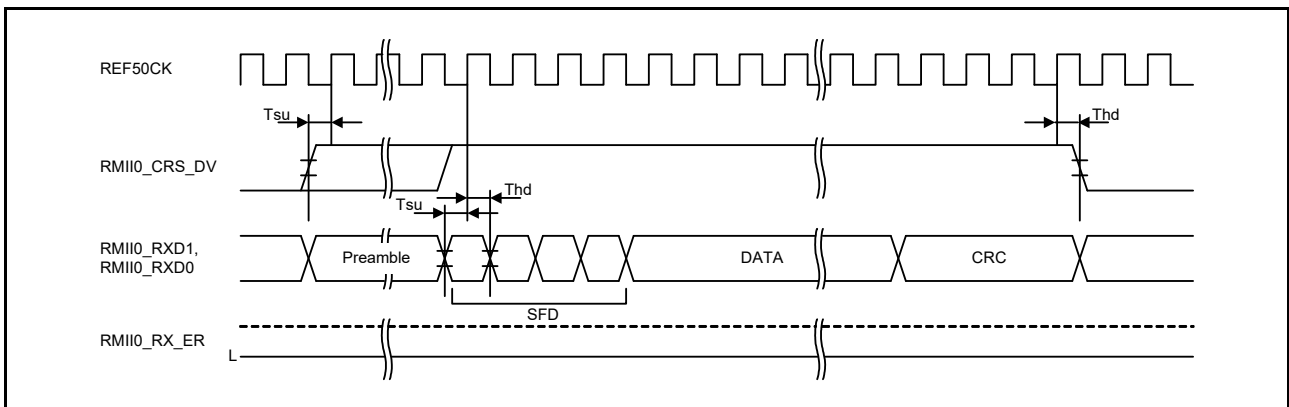 REF50CK
Tsu
Thd
RMII0_CRS_DV
Thd
Tsu
RMII0_RXD1,
RMII0_RXD0
Preamble
DATA
CRC
SFD
RMII0_RX_ER
L